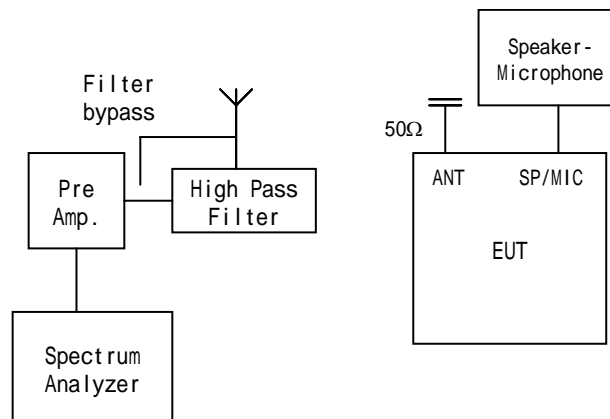 Filter
bypass
Pre
Amp.
High Pass
Filter
Spectrum
Analyzer
Speaker-
Microphone
50Ω
ANT
SP/MIC
EUT